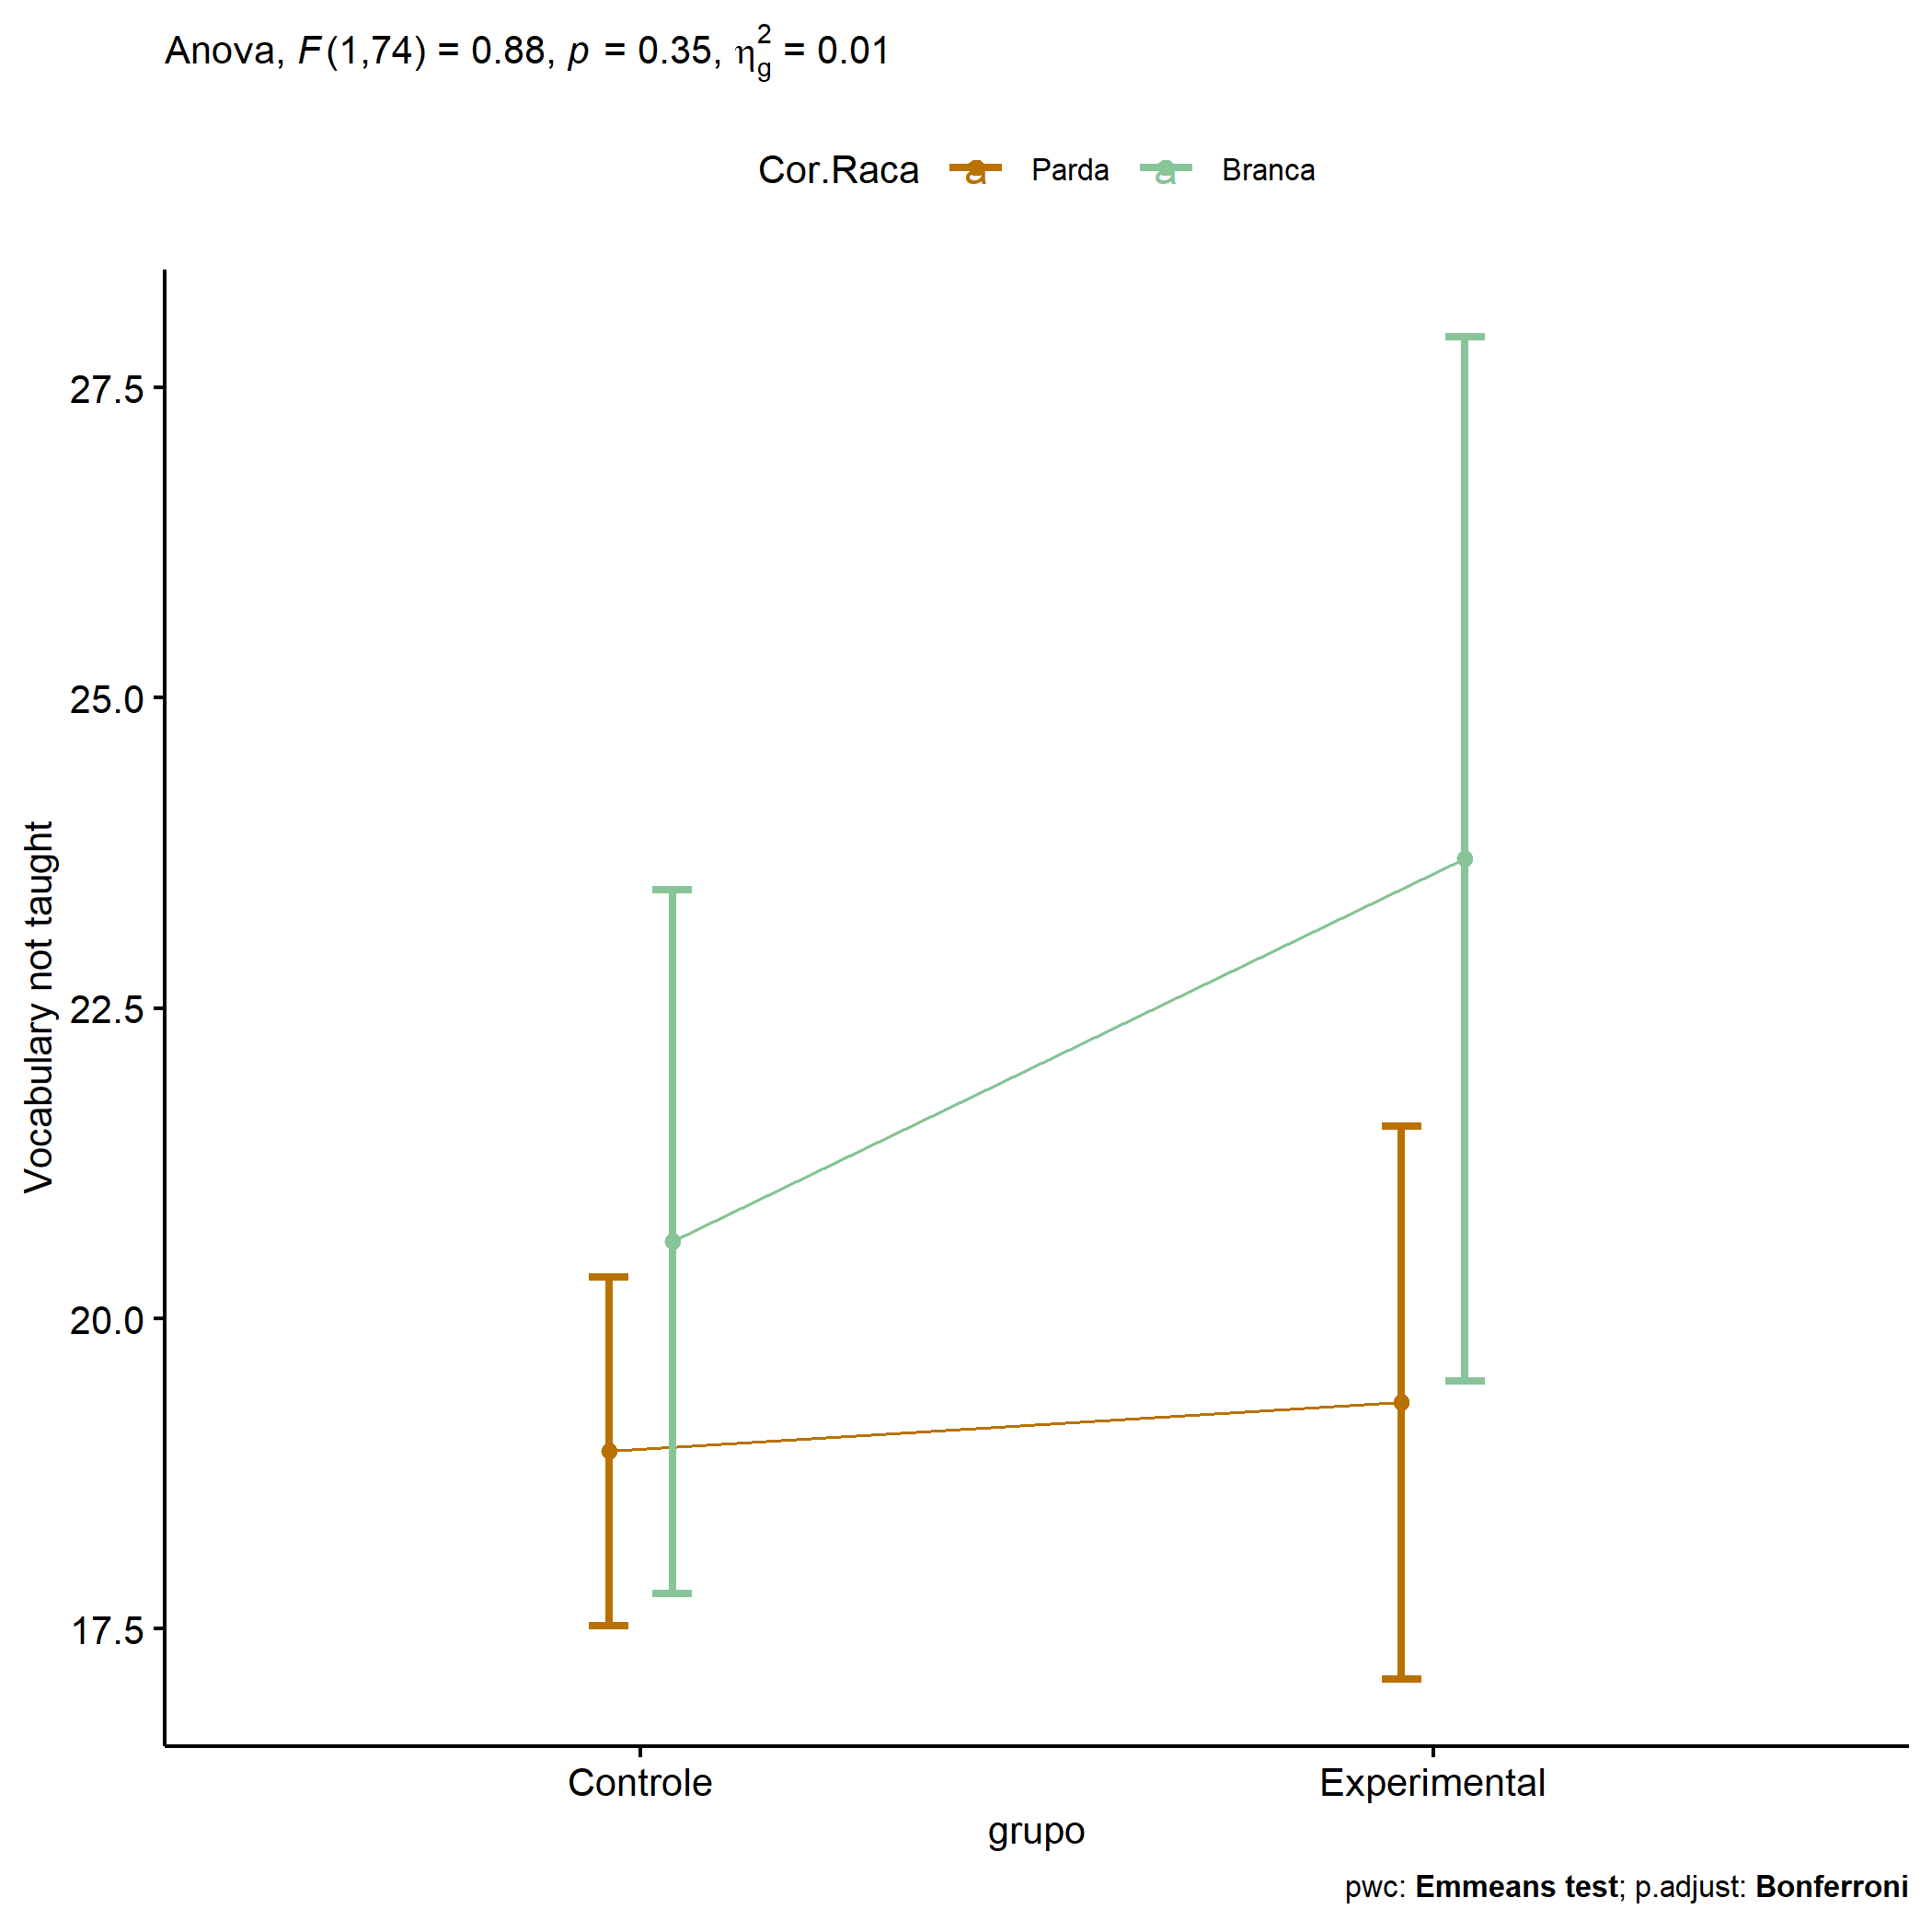 Anova, F(1,74) = 0.88, p = 0.35, η²g = 0.01
Cor.Raca a Parda a Branca
27.5
25.0
22.5
20.0
17.5
Vocabulary not taught
Controle Experimental
grupo
pwc: Emmeans test; p.adjust: Bonferroni